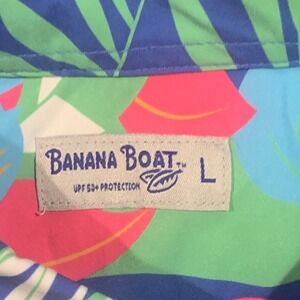 BANANA BOAT™ L
UPF 50+ PROTECTION